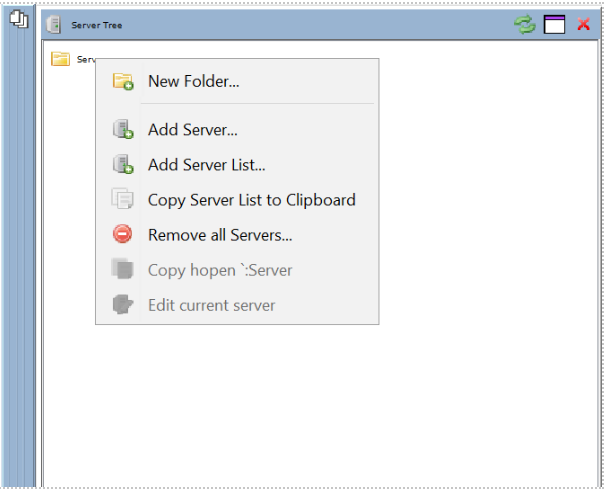 Server Tree
New Folder...
Add Server...
Add Server List...
Copy Server List to Clipboard
Remove all Servers...
Copy hopen `:Server
Edit current server